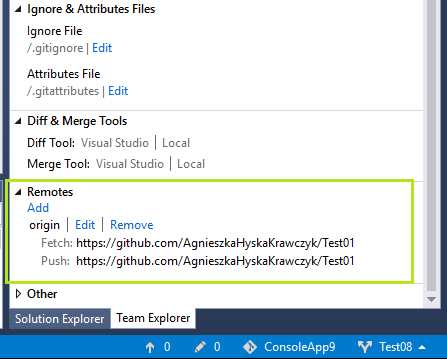 Ignore & Attributes Files
Ignore File
/.gitignore | Edit
Attributes File
/.gitattributes | Edit
Diff & Merge Tools
Diff Tool: Visual Studio | Local
Merge Tool: Visual Studio | Local
Remotes
Add
origin | Edit | Remove
Fetch: https://github.com/AgnieszkaHyskaKrawczyk/Test01
Push: https://github.com/AgnieszkaHyskaKrawczyk/Test01
Other
Solution Explorer Team Explorer
0 0 ConsoleApp9 Test08